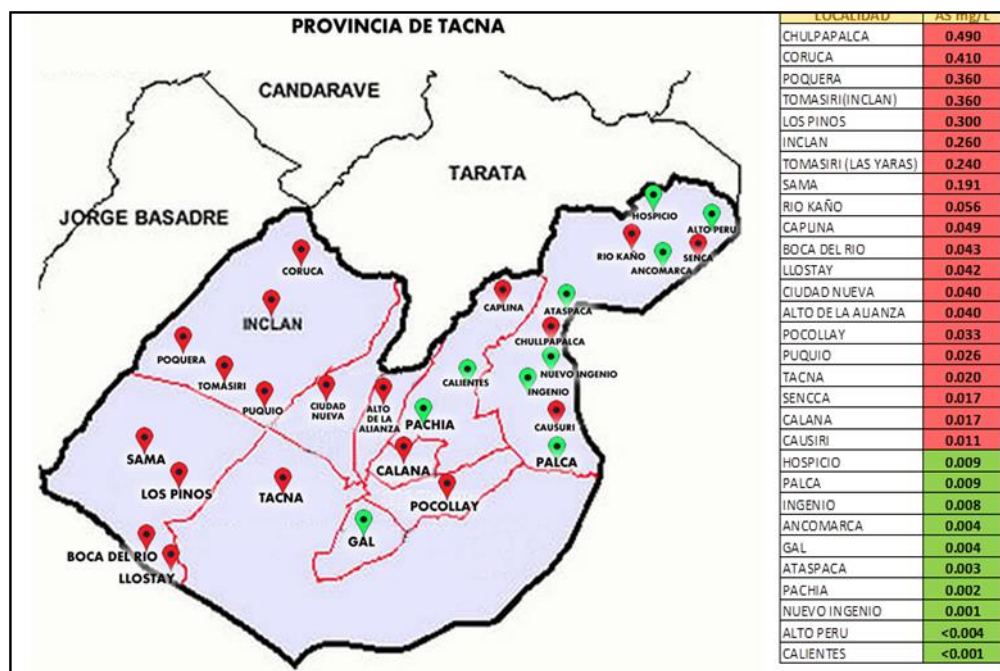 PROVINCIA DE TACNA
CANDARAVE
TARATA
JORGE BASADRE
HOSPICIO
ALTO PERU
RIO KAÑO
SENCA
ANCOMARCA
CORUCA
CAPLINA
ATASPACA
INCLAN
CHULLPAPALCA
POQUERA
NUEVO INGENIO
TOMASIRI
CALIENTES
INGENIO
PUQUIO
CIUDAD
NUEVA
ALTO
DE LA
ALIANZA
PACHIA
CAUSURI
SAMA
CALANA
PALCA
LOS PINOS
TACNA
POCOLLAY
GAL
BOCA DEL RIO
LLOSTAY
LOCALIDAD AS mg/L
CHULPAPALCA 0.490
CORUCA 0.410
POQUERA 0.360
TOMASIRI(INCLAN) 0.360
LOS PINOS 0.300
INCLAN 0.260
TOMASIRI (LAS YARAS) 0.240
SAMA 0.191
RIO KAÑO 0.056
CAPLINA 0.049
BOCA DEL RIO 0.043
LLOSTAY 0.042
CIUDAD NUEVA 0.040
ALTO DE LA ALIANZA 0.040
POCOLLAY 0.033
PUQUIO 0.026
TACNA 0.020
SENCCA 0.017
CALANA 0.017
CAUSIRI 0.011
HOSPICIO 0.009
PALCA 0.009
INGENIO 0.008
ANCOMARCA 0.004
GAL 0.004
ATASPACA 0.003
PACHIA 0.002
NUEVO INGENIO 0.001
ALTO PERU <0.004
CALIENTES <0.001